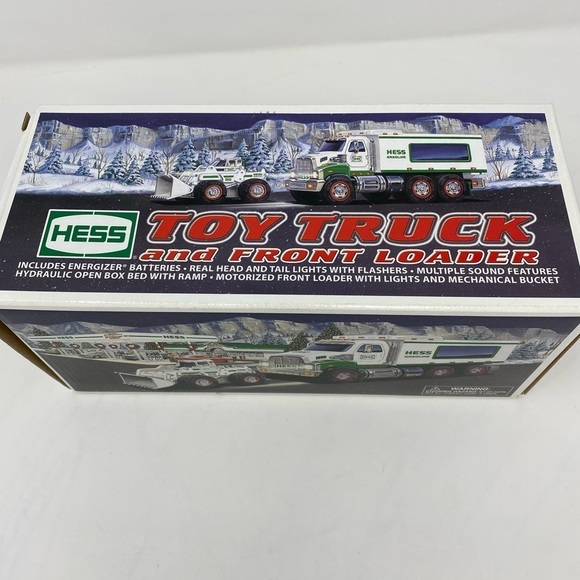 HESS
GASOLINE
HESS
TOY TRUCK
and FRONT LOADER
INCLUDES ENERGIZER® BATTERIES • REAL HEAD AND TAIL LIGHTS WITH FLASHERS • MULTIPLE SOUND FEATURES
HYDRAULIC OPEN BOX BED WITH RAMP • MOTORIZED FRONT LOADER WITH LIGHTS AND MECHANICAL BUCKET
HESS
GASOLINE
WARNING: